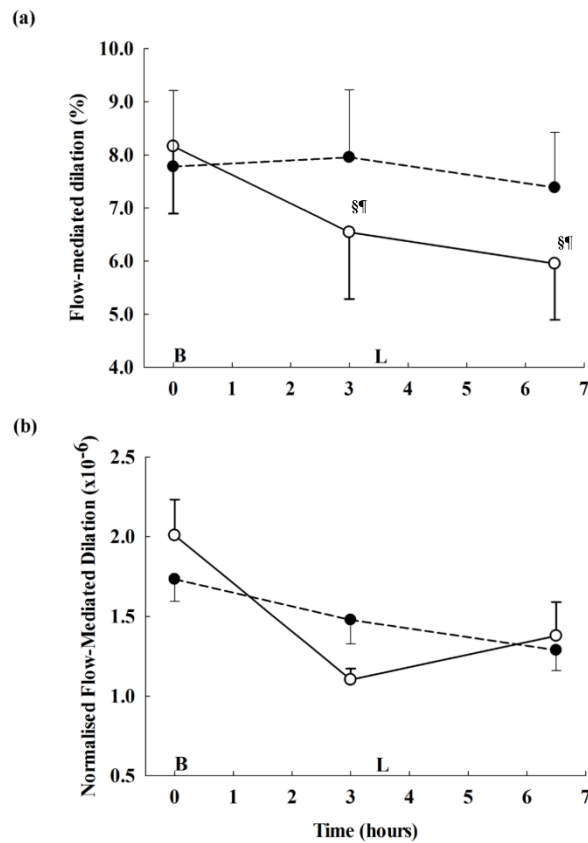 (a)
Flow-mediated dilation (%)
10.0
9.0
8.0
7.0
6.0
5.0
4.0
§¶
§¶
B
L
0 1 2 3 4 5 6 7
(b)
Normalised Flow-Mediated Dilation (x10-6)
2.5
2.0
1.5
1.0
0.5
B
L
0 1 2 3 4 5 6 7
Time (hours)